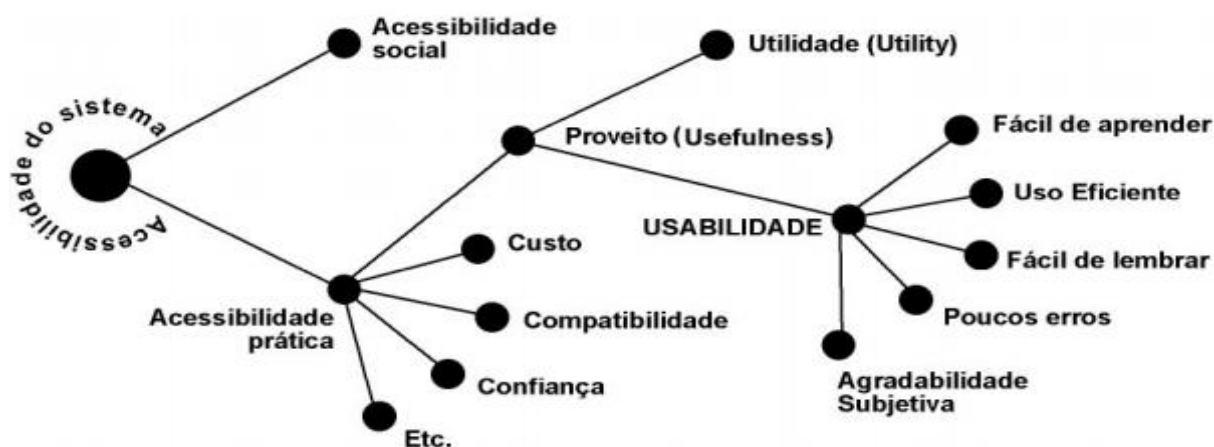 Acessibilidade do sistema
Acessibilidade
social
Utilidade (Utility)
Proveito (Usefulness)
Fácil de aprender
Uso Eficiente
USABILIDADE
Fácil de lembrar
Poucos erros
Agradabilidade
Subjetiva
Custo
Acessibilidade
prática
Compatibilidade
Confiança
Etc.